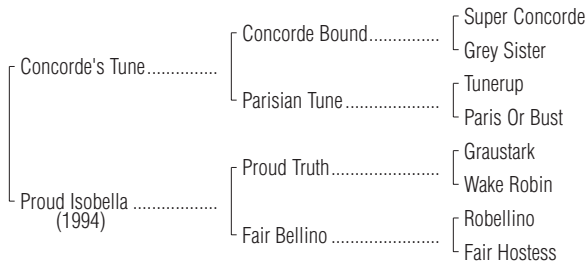 Super Concorde
Concorde Bound
Grey Sister
Concorde's Tune
Tunerup
Parisian Tune
Paris Or Bust
Graustark
Proud Truth
Wake Robin
Proud Isobella
(1994)
Robellino
Fair Bellino
Fair Hostess